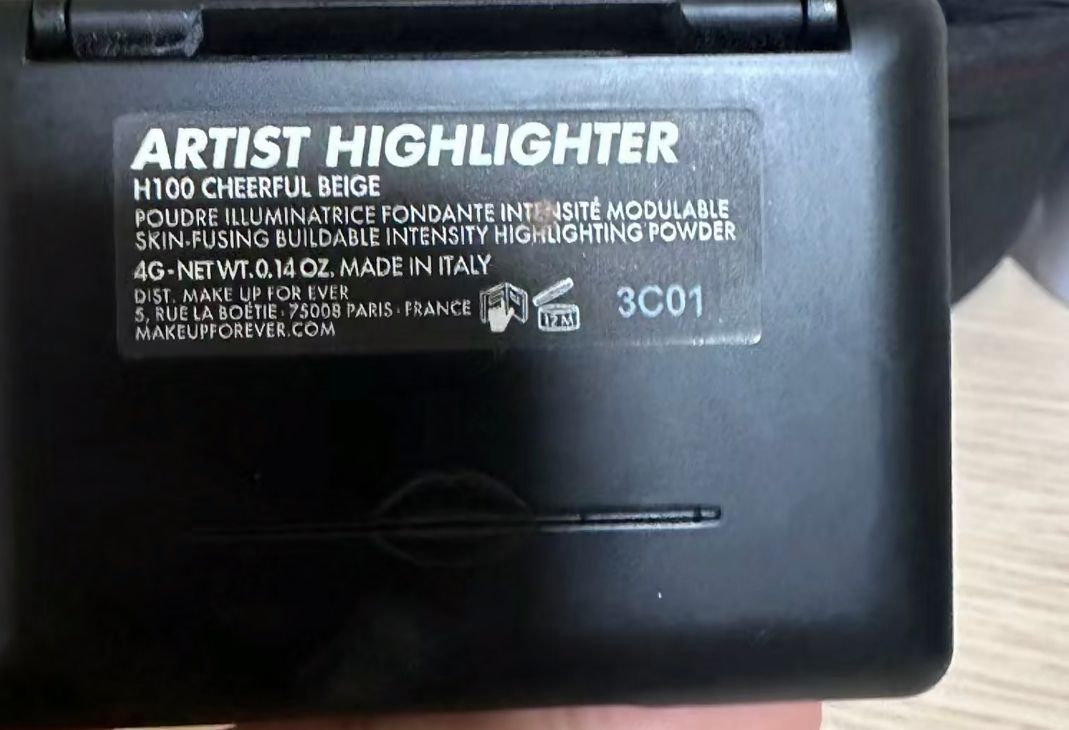 ARTIST HIGHLIGHTER
H100 CHEERFUL BEIGE
POUDRE ILLUMINATRICE FONDANTE INTENSITÉ MODULABLE
SKIN-FUSING BUILDABLE INTENSITY HIGHLIGHTING POWDER
4G - NET WT. 0.14 OZ. MADE IN ITALY
DIST. MAKE UP FOR EVER
5, RUE LA BOÉTIE · 75008 PARIS · FRANCE
MAKEUPFOREVER.COM
12M
3C01